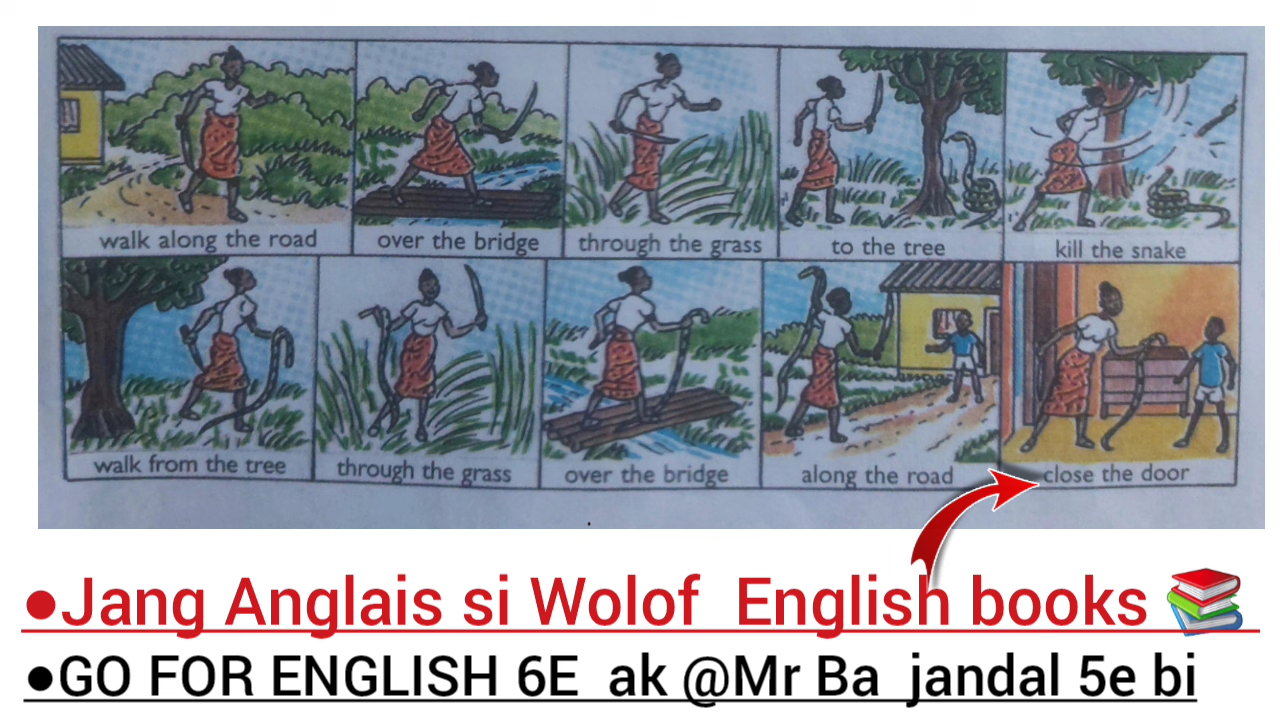 walk along the road
over the bridge
through the grass
to the tree
kill the snake
walk from the tree
through the grass
over the bridge
along the road
close the door
●Jang Anglais si Wolof English books 📚
●GO FOR ENGLISH 6E ak @Mr Ba jandal 5e bi